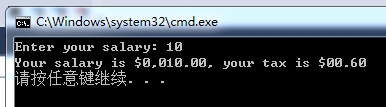 C:\Windows\system32\cmd.exe
Enter your salary: 10
Your salary is $0,010.00, your tax is $00.60
请按任意键继续. . .